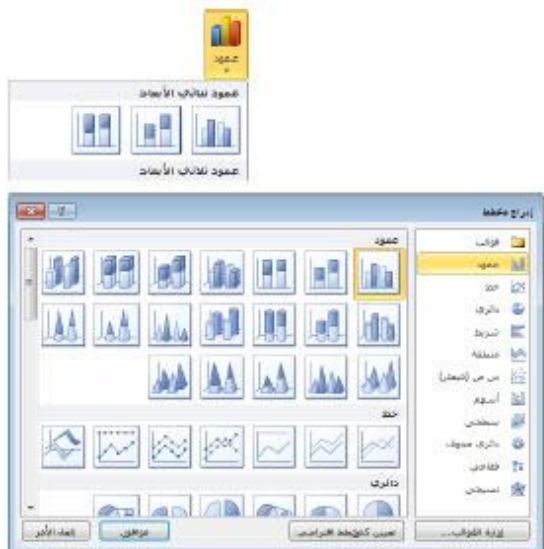 عمود
عمود ثنائي الأبعاد
عمود ثلاثي الأبعاد
إدراج مخطط
قوالب
عمود
خط
دائري
شريط
منطقة
س ص (مبعثر)
أسهم
سطحي
دائري مجوف
فقاعي
نسيجي
عمود
خط
دائري
إدارة القوالب...
تعيين كمخطط افتراضي
موافق
إلغاء الأمر